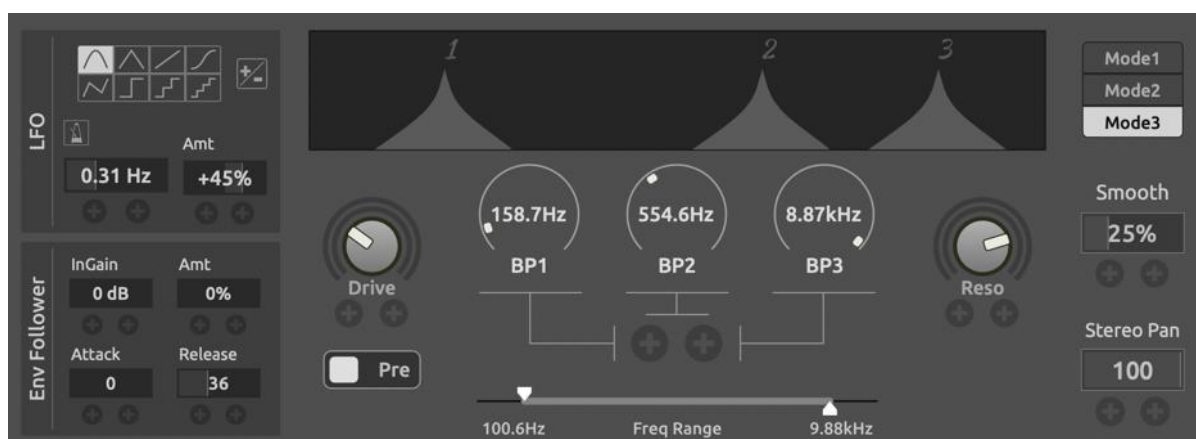 LFO
+/-
0.31 Hz
Amt
+45%
Env Follower
InGain
0 dB
Amt
0%
Attack
0
Release
36
1
2
3
Drive
Pre
158.7Hz
BP1
554.6Hz
BP2
8.87kHz
BP3
Reso
100.6Hz
Freq Range
9.88kHz
Mode1
Mode2
Mode3
Smooth
25%
Stereo Pan
100